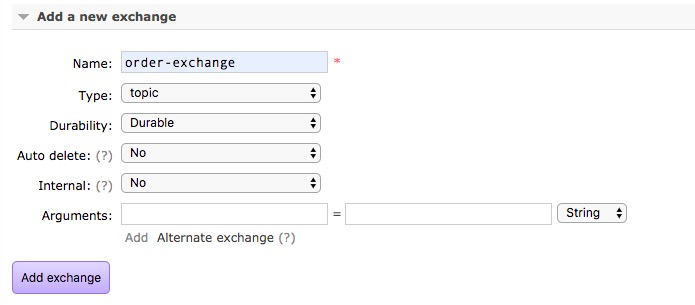 Add a new exchange
Name: order-exchange *
Type: topic
Durability: Durable
Auto delete: (?) No
Internal: (?) No
Arguments: = String
Add Alternate exchange (?)
Add exchange